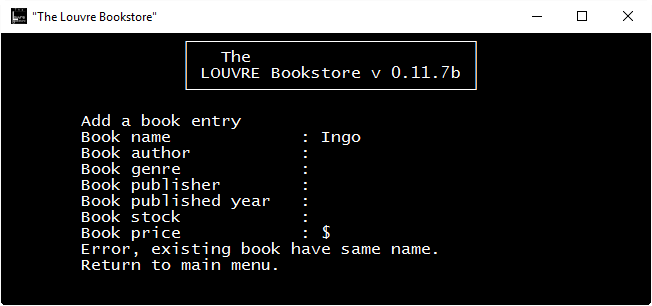 "The Louvre Bookstore"
The
LOUVRE Bookstore v 0.11.7b
Add a book entry
Book name : Ingo
Book author :
Book genre :
Book publisher :
Book published year :
Book stock :
Book price : $
Error, existing book have same name.
Return to main menu.